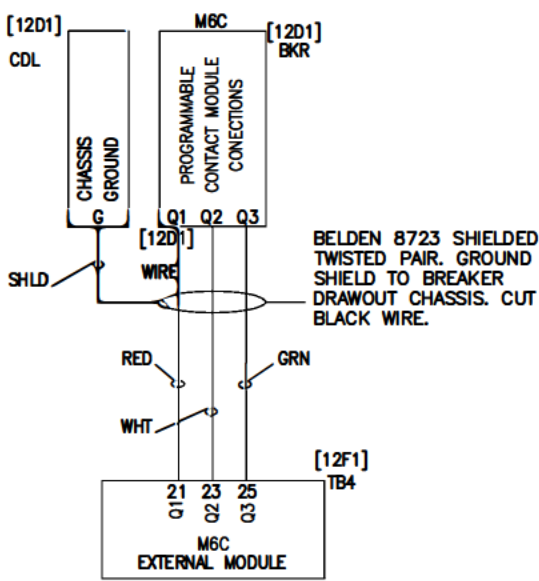 [12D1]
CDL
M6C
[12D1]
BKR
CHASSIS
GROUND
PROGRAMMABLE
CONTACT MODULE
CONECTIONS
G
Q1 Q2 Q3
[12D1]
WIRE
SHLD
BELDEN 8723 SHIELDED
TWISTED PAIR. GROUND
SHIELD TO BREAKER
DRAWOUT CHASSIS. CUT
BLACK WIRE.
RED
GRN
WHT
[12F1]
TB4
21 23 25
Q1 Q2 Q3
M6C
EXTERNAL MODULE